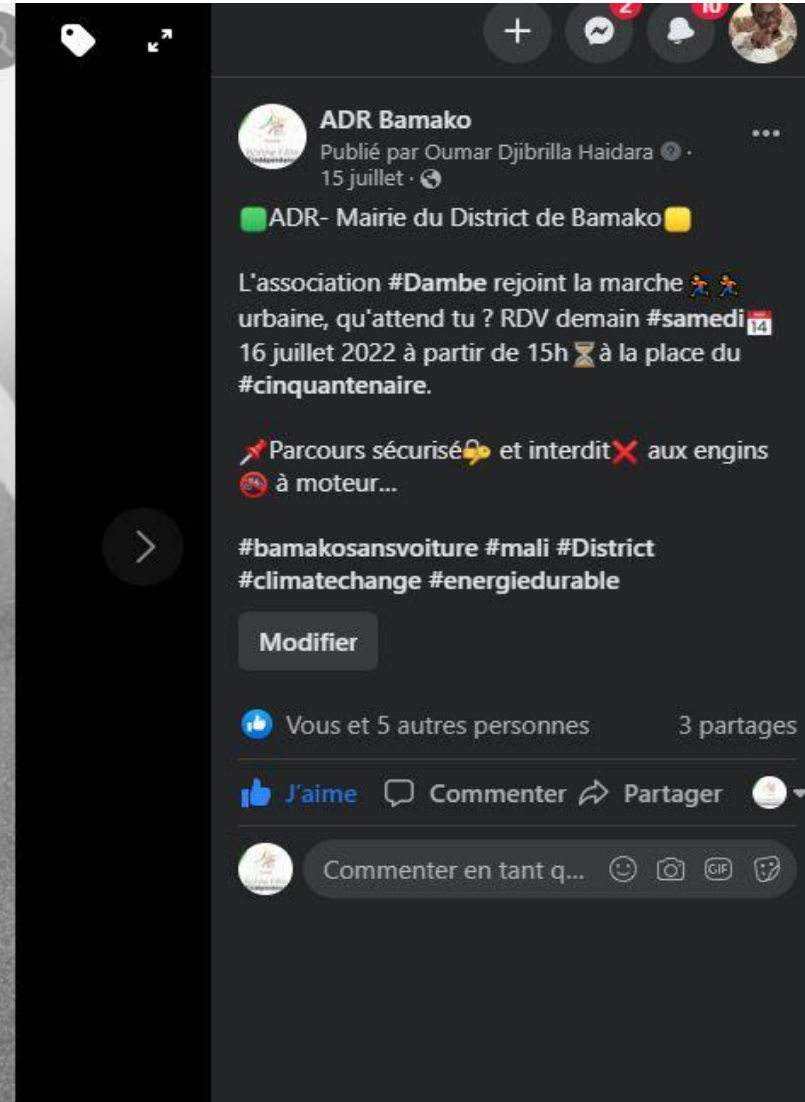 2
10
ADR Bamako
Publié par Oumar Djibrilla Haidara
15 juillet
ADR- Mairie du District de Bamako
L'association #Dambe rejoint la marche
urbaine, qu'attend tu ? RDV demain #samedi
16 juillet 2022 à partir de 15h à la place du
#cinquantenaire.
Parcours sécurisé et interdit aux engins
à moteur...
#bamakosansvoiture #mali #District
#climatechange #energiedurable
Modifier
Vous et 5 autres personnes 3 partages
J'aime Commenter Partager
Commenter en tant q... GIF